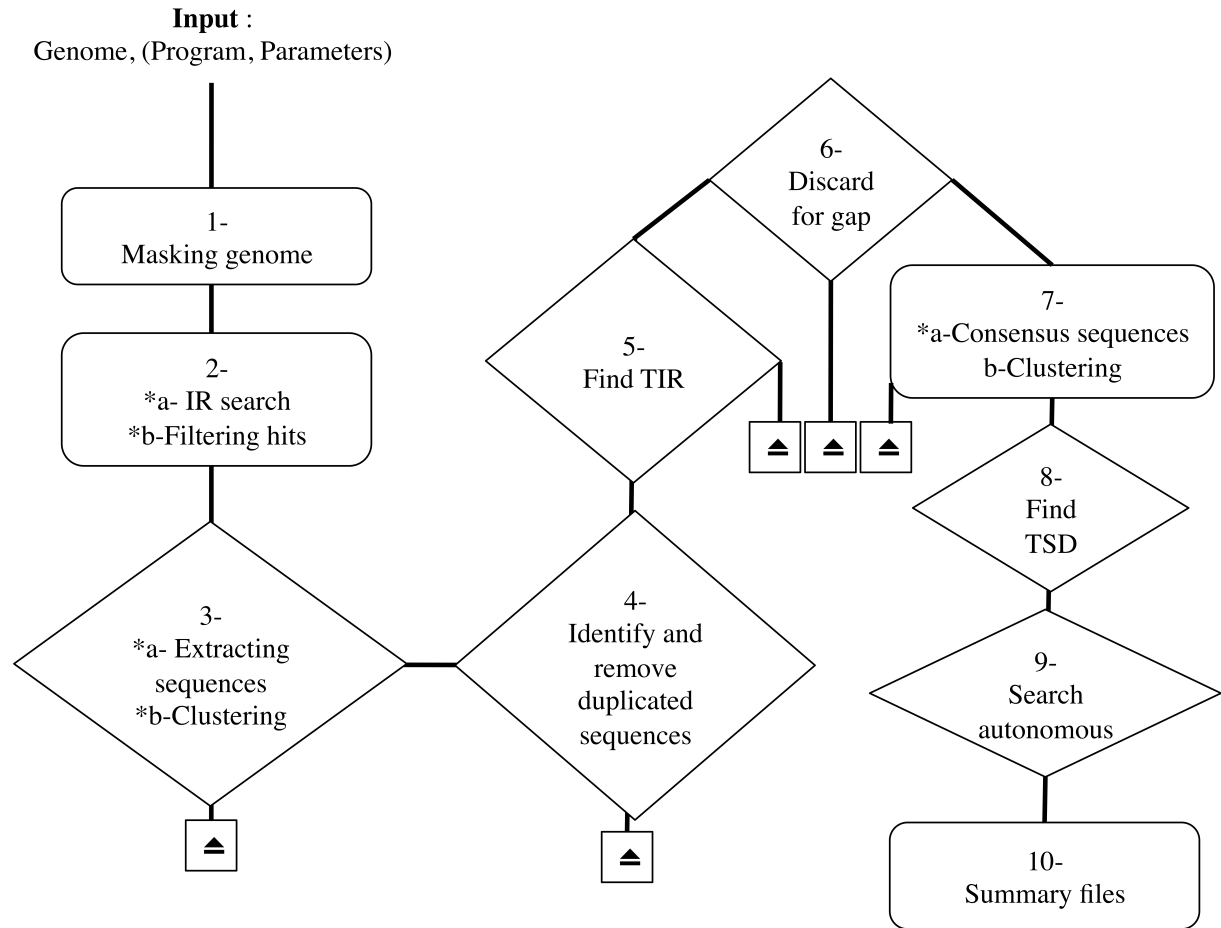 Input :
Genome, (Program, Parameters)
1-
Masking genome
2-
*a- IR search
*b-Filtering hits
3-
*a- Extracting
sequences
*b-Clustering
4-
Identify and
remove
duplicated
sequences
5-
Find TIR
6-
Discard
for gap
7-
*a-Consensus sequences
b-Clustering
8-
Find
TSD
9-
Search
autonomous
10-
Summary files